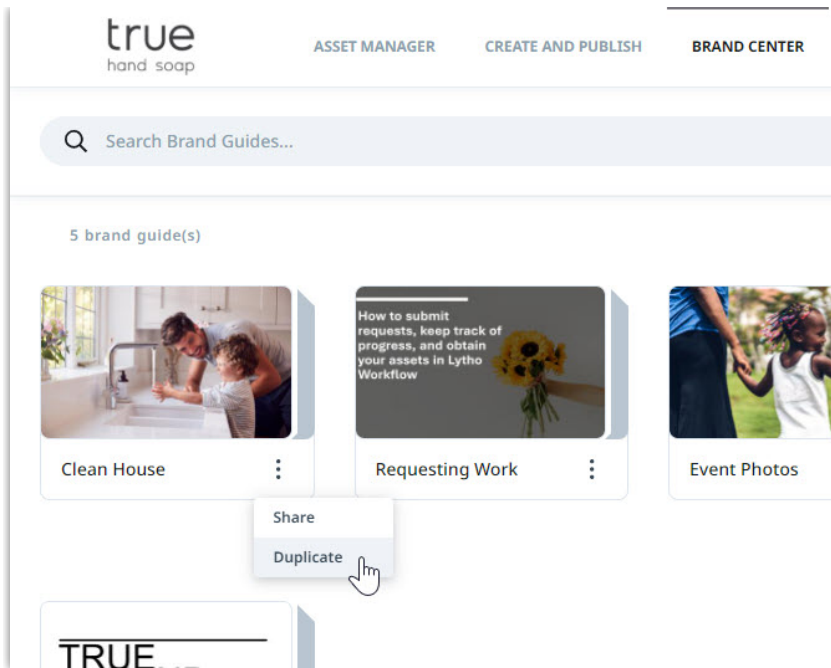 true
hand soap
ASSET MANAGER
CREATE AND PUBLISH
BRAND CENTER
Search Brand Guides...
5 brand guide(s)
How to submit
requests, keep track of
progress, and obtain
your assets in Lytho
Workflow
Clean House
Requesting Work
Event Photos
Share
Duplicate
TRUE